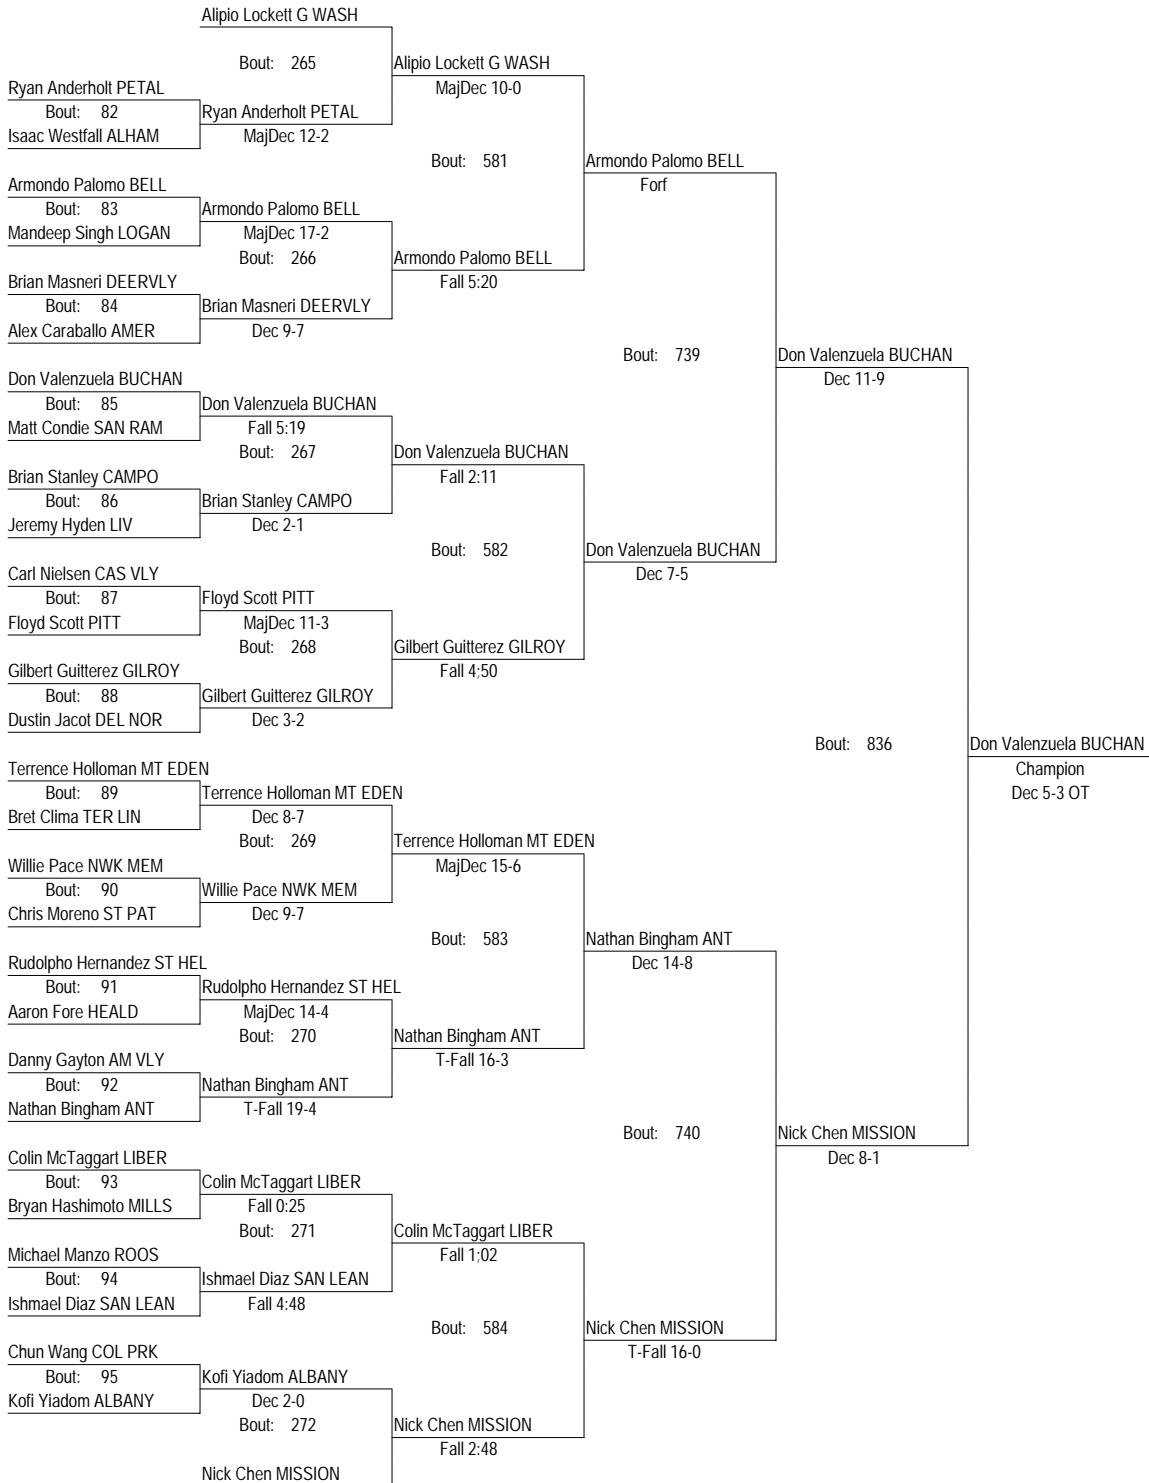 Alipio Lockett G WASH
Bout: 265
Alipio Lockett G WASH
Ryan Anderholt PETAL
MajDec 10-0
Bout: 82
Ryan Anderholt PETAL
Isaac Westfall ALHAM
MajDec 12-2
Bout: 581
Armondo Palomo BELL
Armondo Palomo BELL
Forf
Bout: 83
Armondo Palomo BELL
Mandeep Singh LOGAN
MajDec 17-2
Bout: 266
Armondo Palomo BELL
Brian Masneri DEERVLY
Fall 5:20
Bout: 84
Brian Masneri DEERVLY
Alex Caraballo AMER
Dec 9-7
Bout: 739
Don Valenzuela BUCHAN
Don Valenzuela BUCHAN
Dec 11-9
Bout: 85
Don Valenzuela BUCHAN
Matt Condie SAN RAM
Fall 5:19
Bout: 267
Don Valenzuela BUCHAN
Brian Stanley CAMPO
Fall 2:11
Bout: 86
Brian Stanley CAMPO
Jeremy Hyden LIV
Dec 2-1
Bout: 582
Don Valenzuela BUCHAN
Carl Nielsen CAS VLY
Dec 7-5
Bout: 87
Floyd Scott PITT
Floyd Scott PITT
MajDec 11-3
Bout: 268
Gilbert Guitterez GILROY
Gilbert Guitterez GILROY
Fall 4;50
Bout: 88
Gilbert Guitterez GILROY
Dustin Jacot DEL NOR
Dec 3-2
Bout: 836
Don Valenzuela BUCHAN
Terrence Holloman MT EDEN
Champion
Bout: 89
Terrence Holloman MT EDEN
Dec 5-3 OT
Bret Clima TER LIN
Dec 8-7
Bout: 269
Terrence Holloman MT EDEN
Willie Pace NWK MEM
MajDec 15-6
Bout: 90
Willie Pace NWK MEM
Chris Moreno ST PAT
Dec 9-7
Bout: 583
Nathan Bingham ANT
Rudolpho Hernandez ST HEL
Dec 14-8
Bout: 91
Rudolpho Hernandez ST HEL
Aaron Fore HEALD
MajDec 14-4
Bout: 270
Nathan Bingham ANT
Danny Gayton AM VLY
T-Fall 16-3
Bout: 92
Nathan Bingham ANT
Nathan Bingham ANT
T-Fall 19-4
Bout: 740
Nick Chen MISSION
Colin McTaggart LIBER
Dec 8-1
Bout: 93
Colin McTaggart LIBER
Bryan Hashimoto MILLS
Fall 0:25
Bout: 271
Colin McTaggart LIBER
Michael Manzo ROOS
Fall 1;02
Bout: 94
Ishmael Diaz SAN LEAN
Ishmael Diaz SAN LEAN
Fall 4:48
Bout: 584
Nick Chen MISSION
Chun Wang COL PRK
T-Fall 16-0
Bout: 95
Kofi Yiadom ALBANY
Kofi Yiadom ALBANY
Dec 2-0
Bout: 272
Nick Chen MISSION
Fall 2:48
Nick Chen MISSION